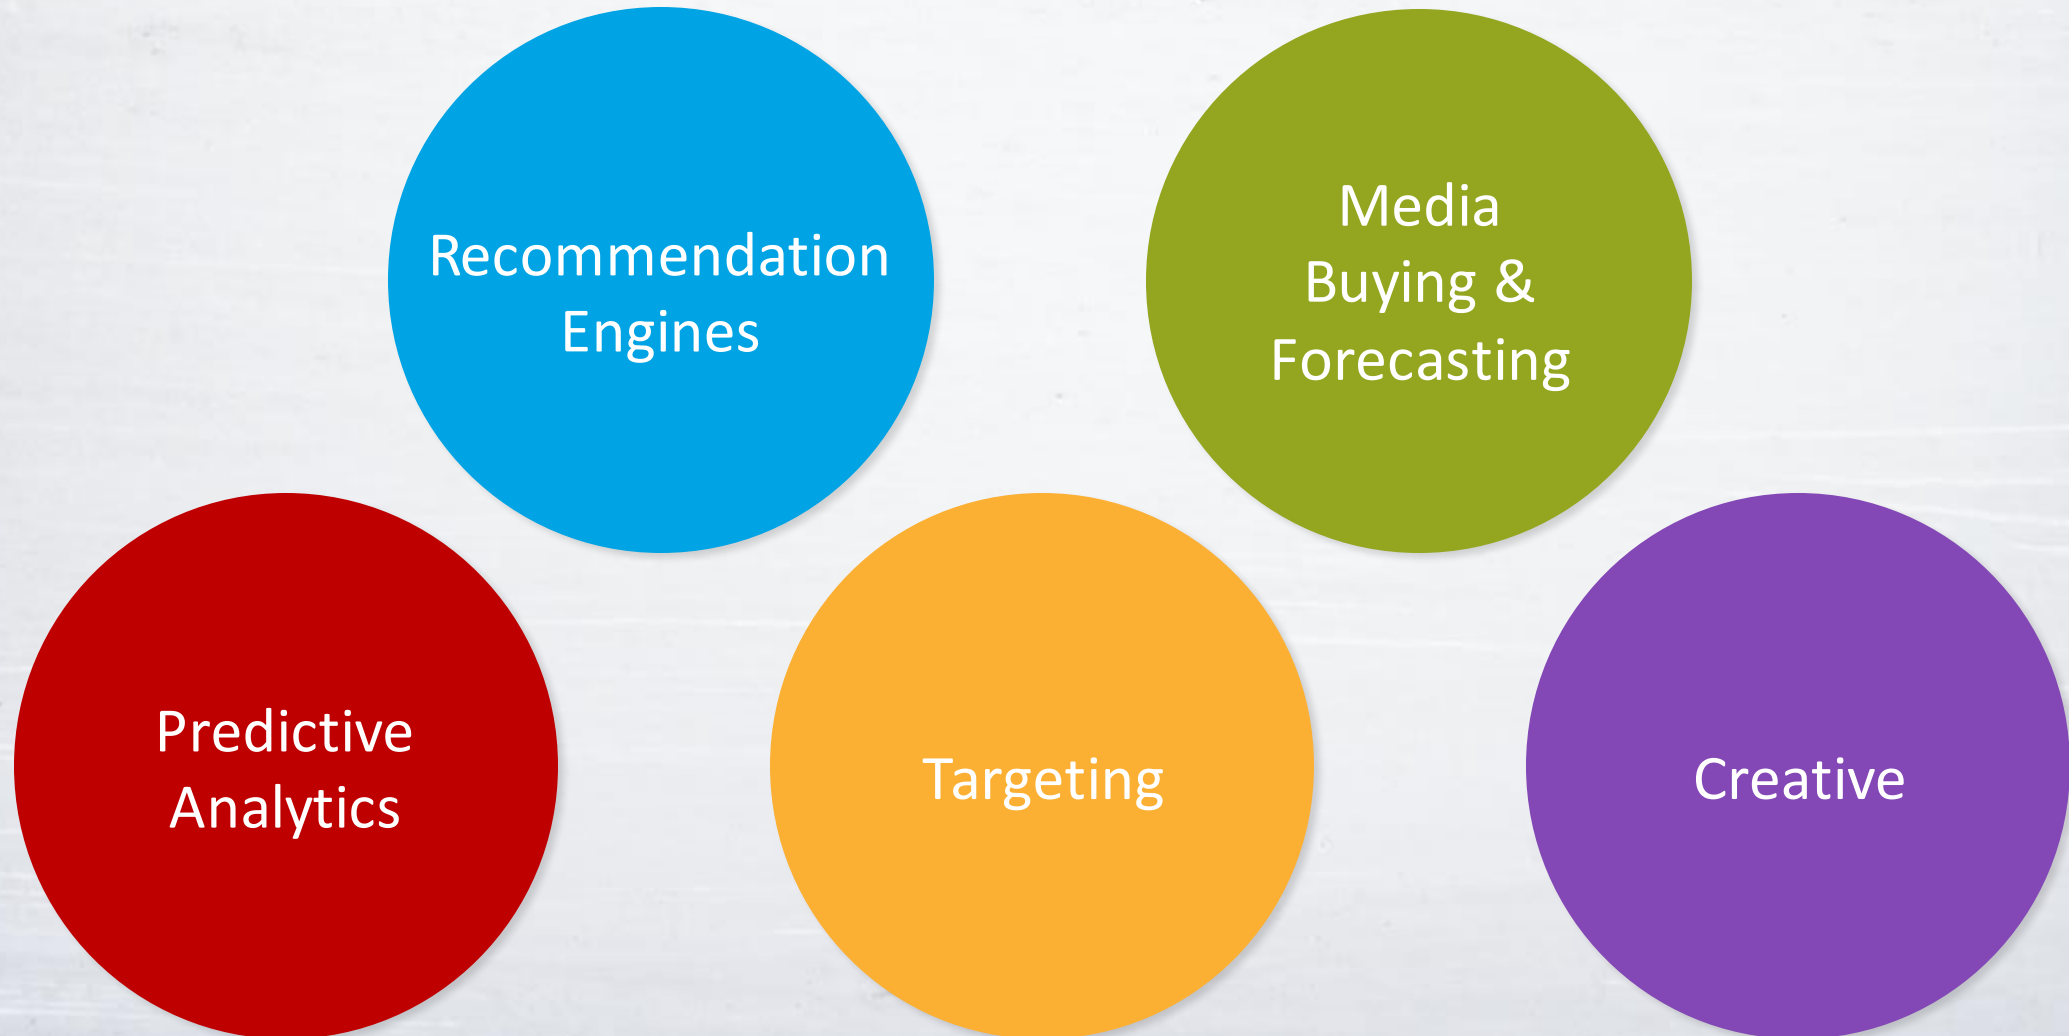 Recommendation
Engines
Media
Buying &
Forecasting
Predictive
Analytics
Targeting
Creative